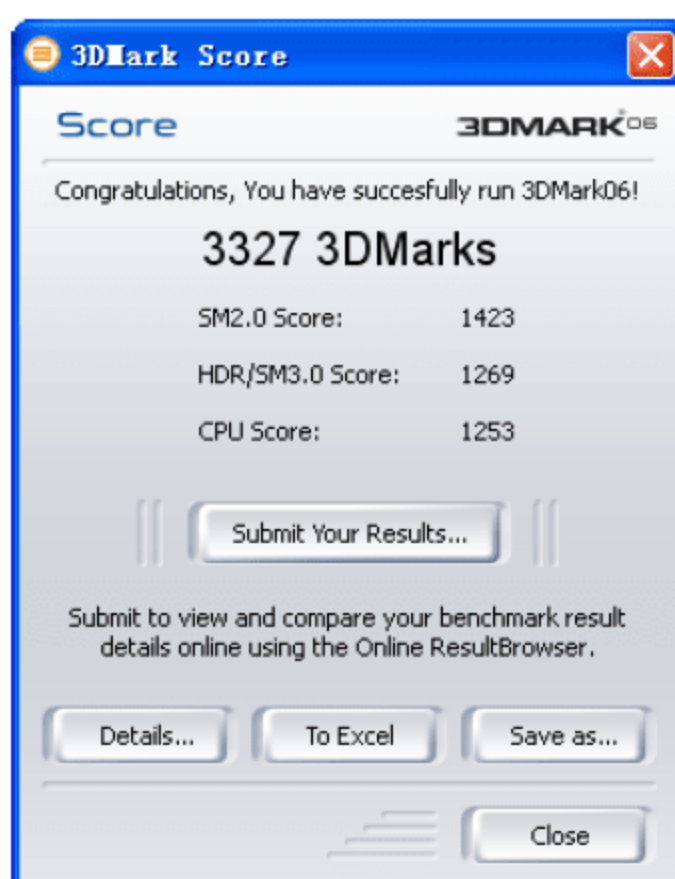 3DMark Score
Score
3DMARK06
Congratulations, You have succesfully run 3DMark06!
3327 3DMarks
SM2.0 Score: 1423
HDR/SM3.0 Score: 1269
CPU Score: 1253
Submit Your Results...
Submit to view and compare your benchmark result
details online using the Online ResultBrowser.
Details... To Excel Save as...
Close